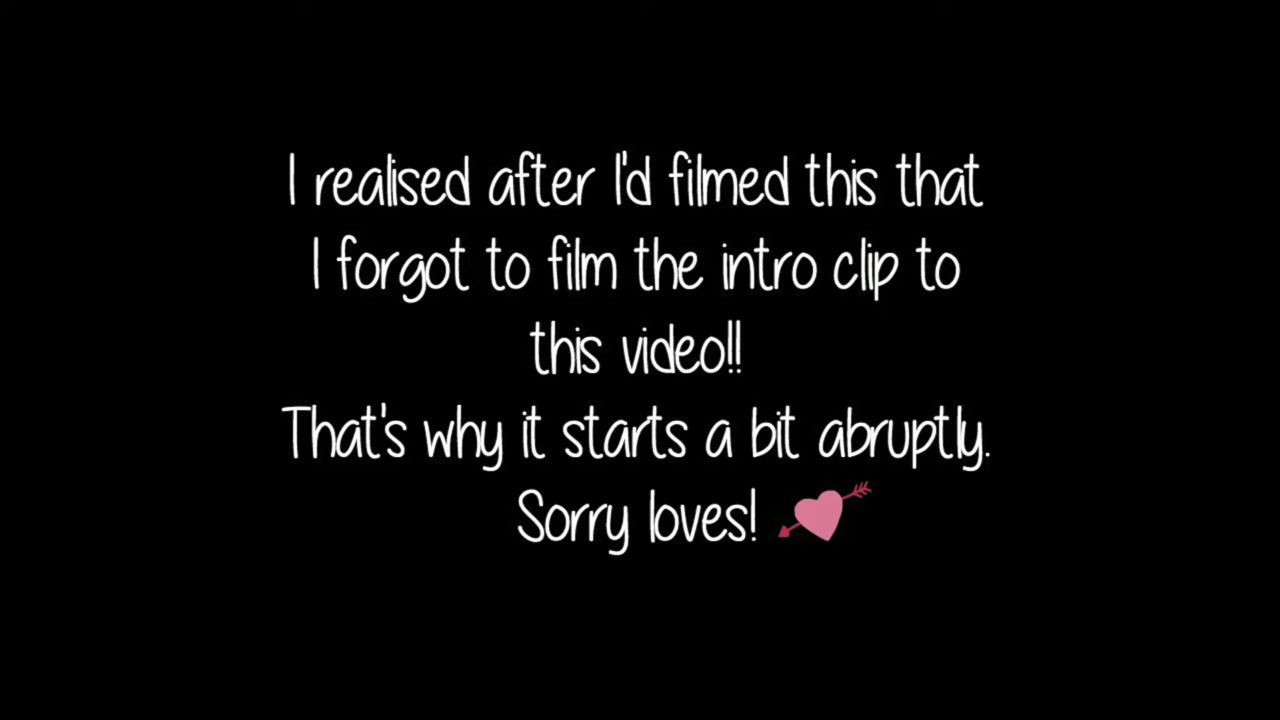 I realised after I'd filmed this that
I forgot to film the intro clip to
this video!!
That's why it starts a bit abruptly.
Sorry loves!